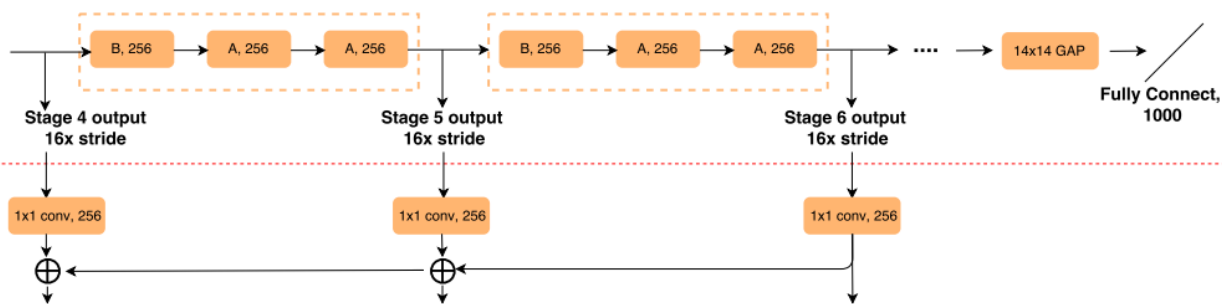 B, 256
A, 256
A, 256
B, 256
A, 256
A, 256
....
14x14 GAP
Fully Connect,
1000
Stage 4 output
16x stride
Stage 5 output
16x stride
Stage 6 output
16x stride
1x1 conv, 256
1x1 conv, 256
1x1 conv, 256